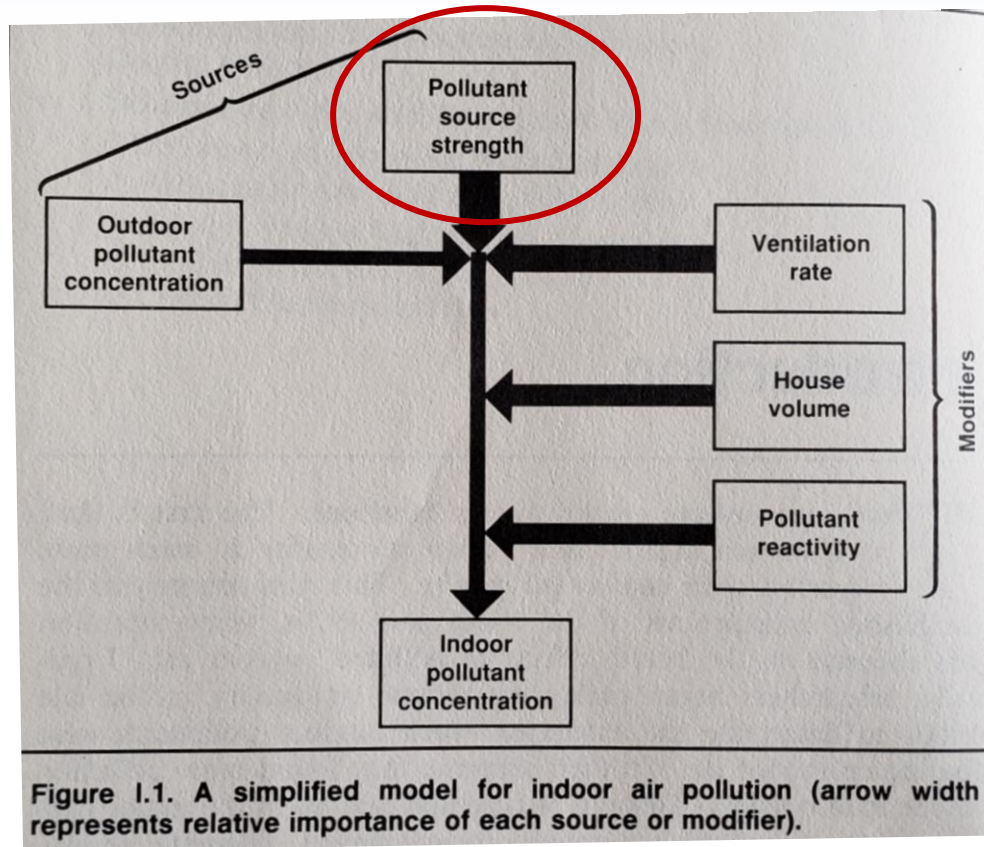 Sources
Pollutant
source
strength
Outdoor
pollutant
concentration
Ventilation
rate
House
volume
Pollutant
reactivity
Modifiers
Indoor
pollutant
concentration
Figure I.1. A simplified model for indoor air pollution (arrow width
represents relative importance of each source or modifier).